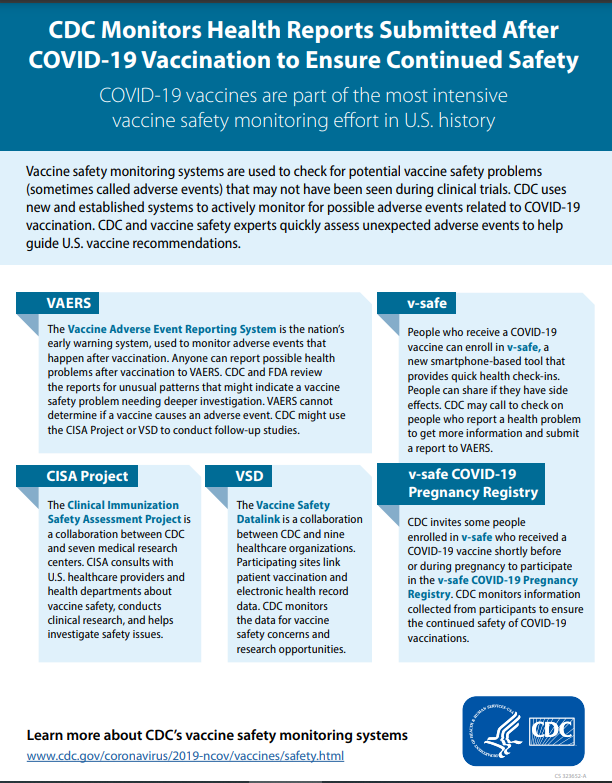 CDC Monitors Health Reports Submitted After
COVID-19 Vaccination to Ensure Continued Safety
COVID-19 vaccines are part of the most intensive
vaccine safety monitoring effort in U.S. history
Vaccine safety monitoring systems are used to check for potential vaccine safety problems
(sometimes called adverse events) that may not have been seen during clinical trials. CDC uses
new and established systems to actively monitor for possible adverse events related to COVID-19
vaccination. CDC and vaccine safety experts quickly assess unexpected adverse events to help
guide U.S. vaccine recommendations.
VAERS
The Vaccine Adverse Event Reporting System is the nation's
early warning system, used to monitor adverse events that
happen after vaccination. Anyone can report possible health
problems after vaccination to VAERS. CDC and FDA review
the reports for unusual patterns that might indicate a vaccine
safety problem needing deeper investigation. VAERS cannot
determine if a vaccine causes an adverse event. CDC might use
the CISA Project or VSD to conduct follow-up studies.
v-safe
People who receive a COVID-19
vaccine can enroll in v-safe, a
new smartphone-based tool that
provides quick health check-ins.
People can share if they have side
effects. CDC may call to check on
people who report a health problem
to get more information and submit
a report to VAERS.
CISA Project
The Clinical Immunization
Safety Assessment Project is
a collaboration between CDC
and seven medical research
centers. CISA consults with
U.S. healthcare providers and
health departments about
vaccine safety, conducts
clinical research, and helps
investigate safety issues.
VSD
The Vaccine Safety
Datalink is a collaboration
between CDC and nine
healthcare organizations.
Participating sites link
patient vaccination and
electronic health record
data. CDC monitors
the data for vaccine
safety concerns and
research opportunities.
v-safe COVID-19
Pregnancy Registry
CDC invites some people
enrolled in v-safe who received a
COVID-19 vaccine shortly before
or during pregnancy to participate
in the v-safe COVID-19 Pregnancy
Registry. CDC monitors information
collected from participants to ensure
the continued safety of COVID-19
vaccinations.
Learn more about CDC's vaccine safety monitoring systems
www.cdc.gov/coronavirus/2019-ncov/vaccines/safety.html
DEPARTMENT OF HEALTH & HUMAN SERVICES • USA
CDC
CS 323652-A